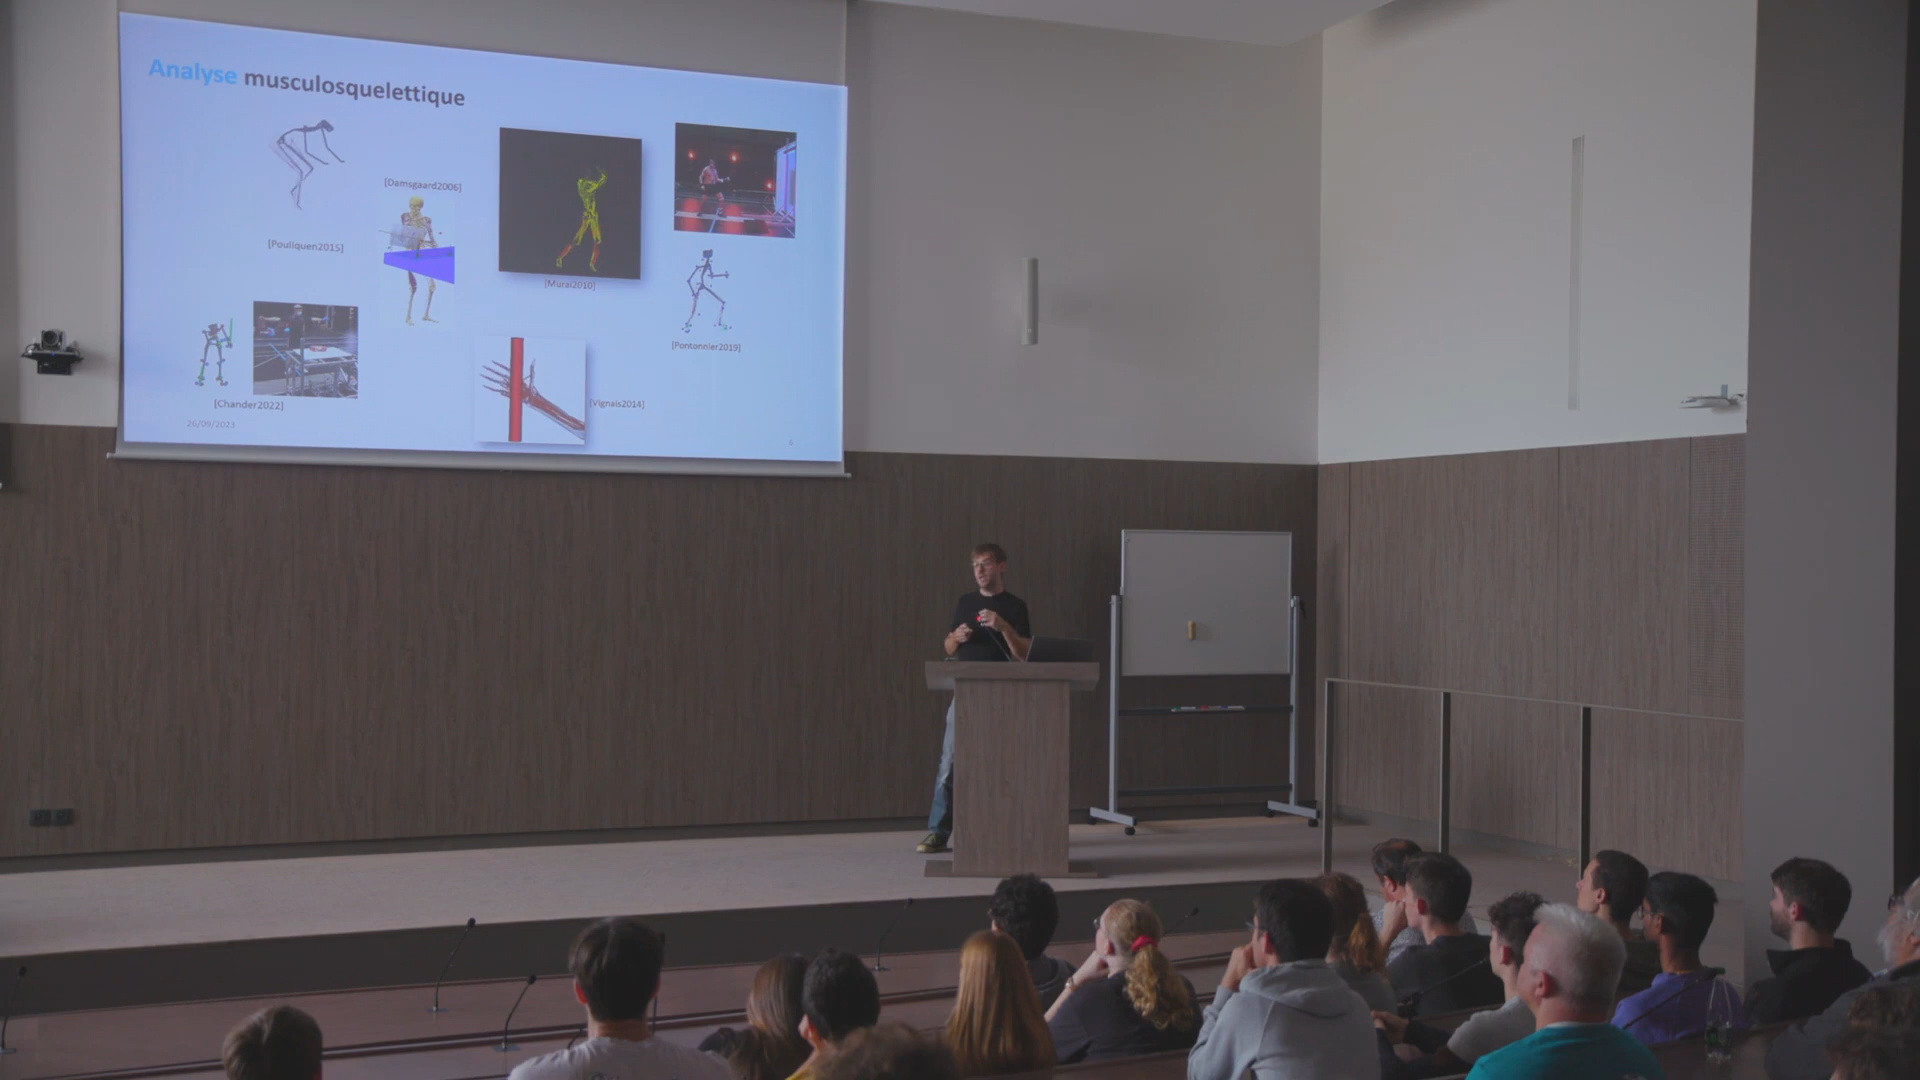 Analyse musculosquelettique
[Damsgaard2006]
[Pouliquen2015]
[Murai2010]
[Pontonnier2019]
[Chander2022]
[Vignais2014]
26/09/2023